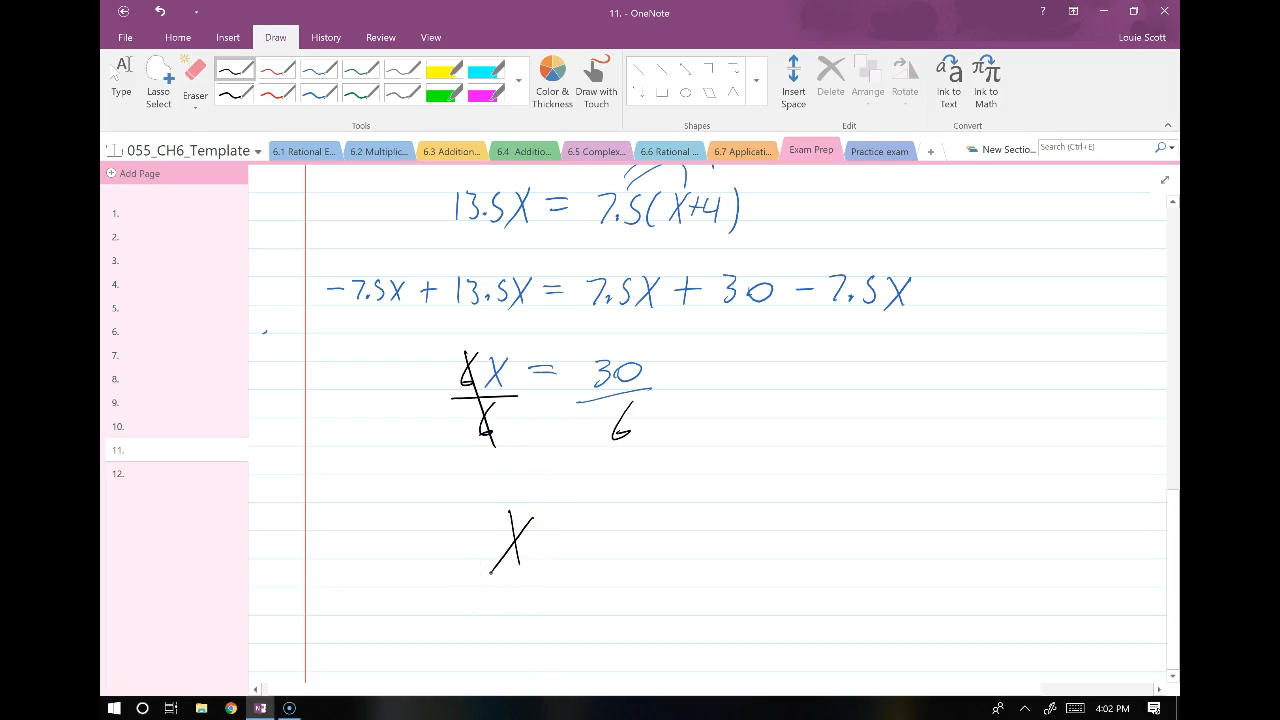 11. - OneNote
?
File Home Insert Draw History Review View Louie Scott
Type Lasso Select Eraser Color & Thickness Draw with Touch Insert Space Delete Arrange Rotate Ink to Text Ink to Math
Tools Shapes Edit Convert
055_CH6_Template 6.1 Rational E... 6.2 Multiplic... 6.3 Addition... 6.4 Additio... 6.5 Complex... 6.6 Rational ... 6.7 Applicati... Exam Prep Practice exam + New Sectio... Search (Ctrl+E)
Add Page
1.
2.
3.
4.
5.
6.
7.
8.
9.
10.
11.
12.
13.5X = 7.5(X+4)
-7.5X + 13.5X = 7.5X + 30 - 7.5X
6X = 30
6 6
X
4:02 PM